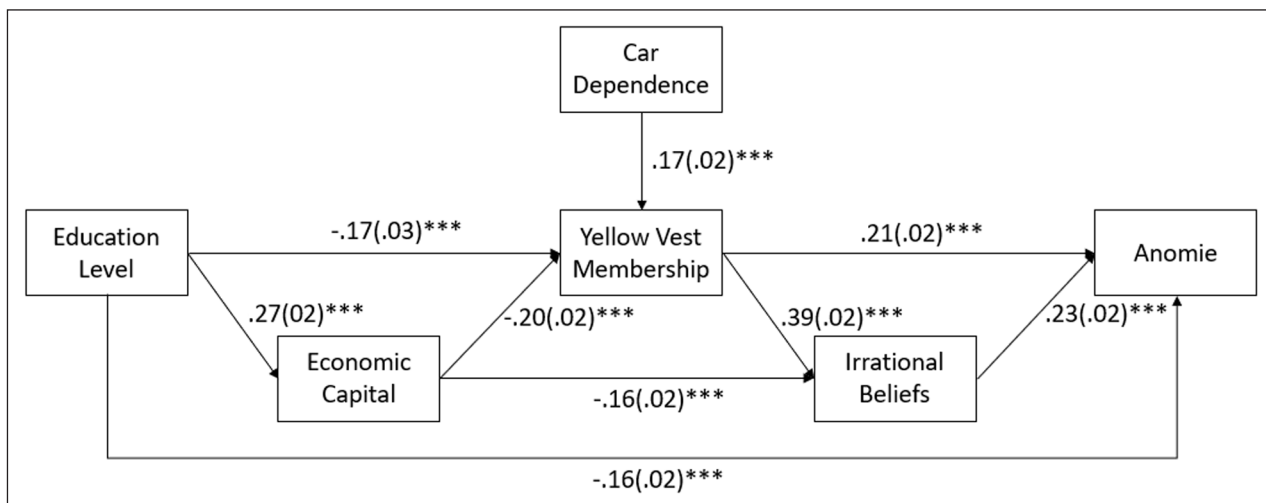 Car
Dependence
.17(.02)***
Education
Level
-.17(.03)***
Yellow Vest
Membership
.21(.02)***
Anomie
.27(02)***
-.20(.02)***
.39(.02)***
.23(.02)***
Economic
Capital
-.16(.02)***
Irrational
Beliefs
-.16(.02)***